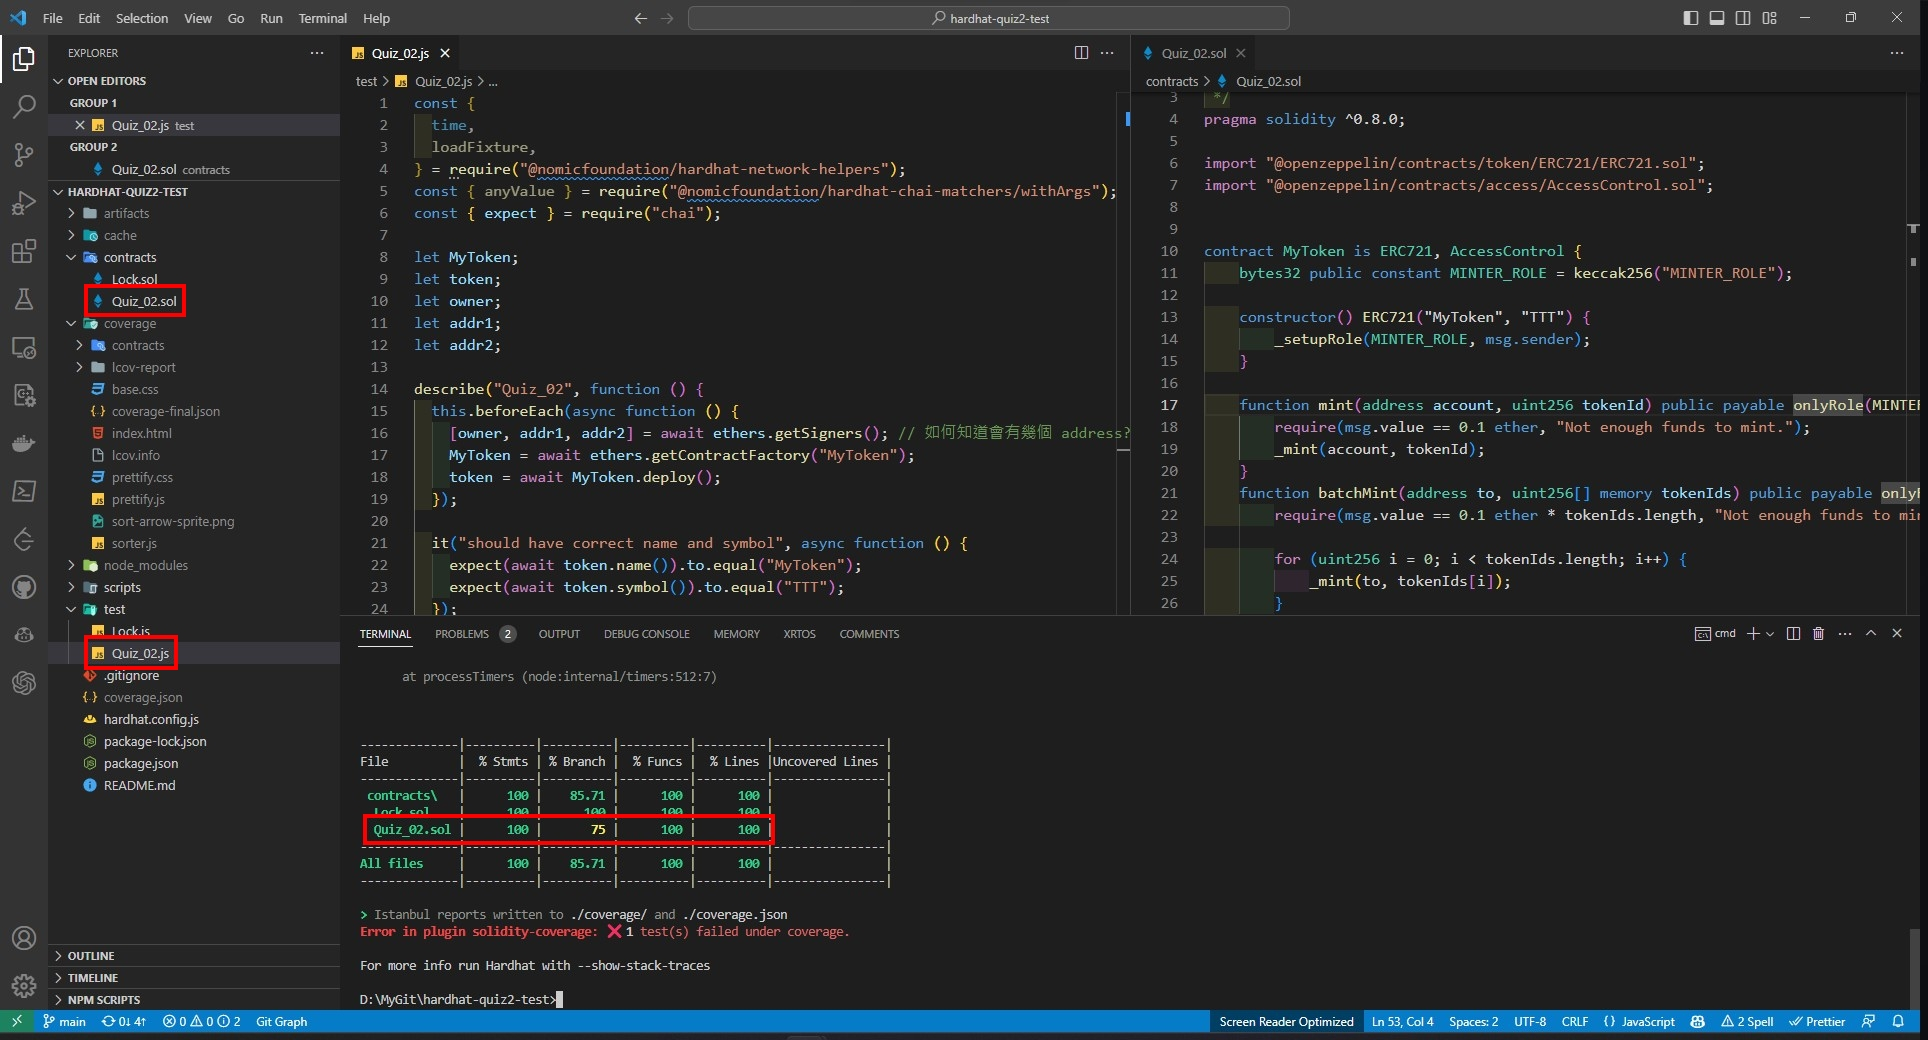 File Edit Selection View Go Run Terminal Help
hardhat-quiz2-test
EXPLORER
OPEN EDITORS
GROUP 1
Quiz_02.js test
GROUP 2
Quiz_02.sol contracts
HARDHAT-QUIZ2-TEST
artifacts
cache
contracts
Lock.sol
Quiz_02.sol
coverage
contracts
lcov-report
base.css
coverage-final.json
index.html
lcov.info
prettify.css
prettify.js
sort-arrow-sprite.png
sorter.js
node_modules
scripts
test
Lock.js
Quiz_02.js
.gitignore
coverage.json
hardhat.config.js
package-lock.json
package.json
README.md
OUTLINE
TIMELINE
NPM SCRIPTS
Quiz_02.js
test > Quiz_02.js > ...
1 const {
2 time,
3 loadFixture,
4 } = require("@nomicfoundation/hardhat-network-helpers");
5 const { anyValue } = require("@nomicfoundation/hardhat-chai-matchers/withArgs");
6 const { expect } = require("chai");
7
8 let MyToken;
9 let token;
10 let owner;
11 let addr1;
12 let addr2;
13
14 describe("Quiz_02", function () {
15 this.beforeEach(async function () {
16 [owner, addr1, addr2] = await ethers.getSigners(); // 如何知道會有幾個 address?
17 MyToken = await ethers.getContractFactory("MyToken");
18 token = await MyToken.deploy();
19 });
20
21 it("should have correct name and symbol", async function () {
22 expect(await token.name()).to.equal("MyToken");
23 expect(await token.symbol()).to.equal("TTT");
24 });
Quiz_02.sol
contracts > Quiz_02.sol
3 */
4 pragma solidity ^0.8.0;
5
6 import "@openzeppelin/contracts/token/ERC721/ERC721.sol";
7 import "@openzeppelin/contracts/access/AccessControl.sol";
8
9
10 contract MyToken is ERC721, AccessControl {
11 bytes32 public constant MINTER_ROLE = keccak256("MINTER_ROLE");
12
13 constructor() ERC721("MyToken", "TTT") {
14 _setupRole(MINTER_ROLE, msg.sender);
15 }
16
17 function mint(address account, uint256 tokenId) public payable onlyRole(MINTE
18 require(msg.value == 0.1 ether, "Not enough funds to mint.");
19 _mint(account, tokenId);
20 }
21 function batchMint(address to, uint256[] memory tokenIds) public payable only
22 require(msg.value == 0.1 ether * tokenIds.length, "Not enough funds to mi
23
24 for (uint256 i = 0; i < tokenIds.length; i++) {
25 _mint(to, tokenIds[i]);
26 }
TERMINAL PROBLEMS 2 OUTPUT DEBUG CONSOLE MEMORY XRTOS COMMENTS
cmd
at processTimers (node:internal/timers:512:7)
--------------|----------|----------|----------|----------|----------------|
File | % Stmts | % Branch | % Funcs | % Lines |Uncovered Lines |
--------------|----------|----------|----------|----------|----------------|
contracts\ | 100 | 85.71 | 100 | 100 | |
Lock.sol | 100 | 100 | 100 | 100 | |
Quiz_02.sol | 100 | 75 | 100 | 100 | |
--------------|----------|----------|----------|----------|----------------|
All files | 100 | 85.71 | 100 | 100 | |
--------------|----------|----------|----------|----------|----------------|
> Istanbul reports written to ./coverage/ and ./coverage.json
Error in plugin solidity-coverage: ❌ 1 test(s) failed under coverage.
For more info run Hardhat with --show-stack-traces
D:\MyGit\hardhat-quiz2-test>
main 0↓ 4↑ 0 0 2 Git Graph
Screen Reader Optimized Ln 53, Col 4 Spaces: 2 UTF-8 CRLF {} JavaScript 2 Spell Prettier